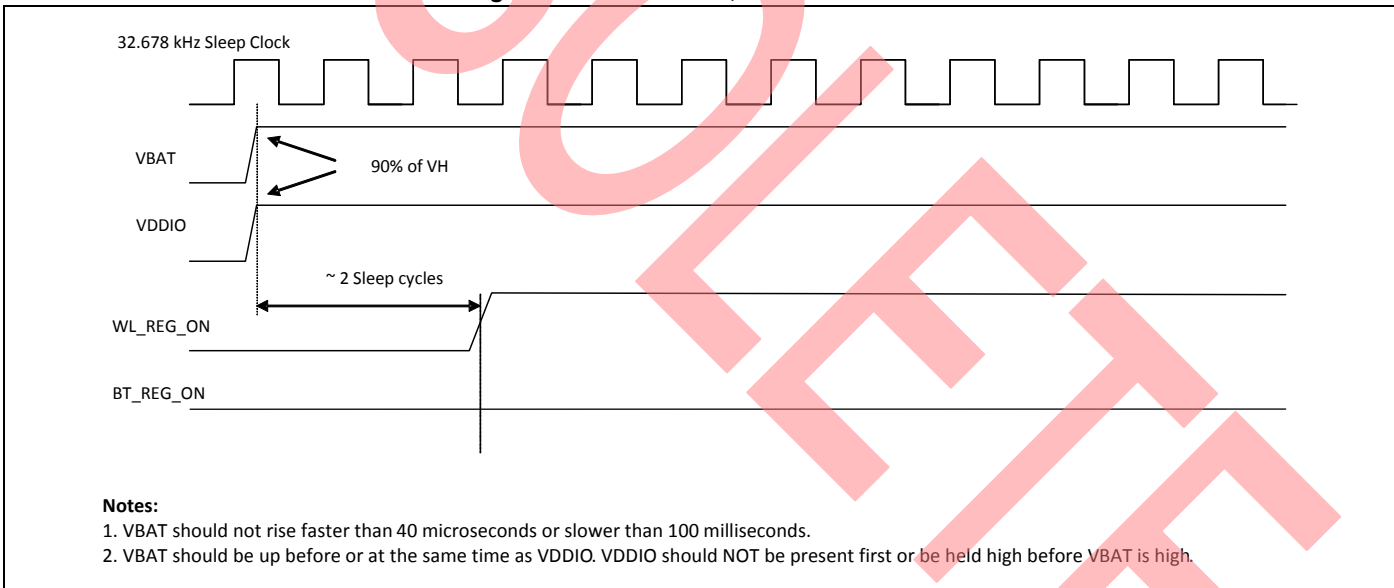 32.678 kHz Sleep Clock
VBAT
90% of VH
VDDIO
~ 2 Sleep cycles
WL_REG_ON
BT_REG_ON
Notes:
1. VBAT should not rise faster than 40 microseconds or slower than 100 milliseconds.
2. VBAT should be up before or at the same time as VDDIO. VDDIO should NOT be present first or be held high before VBAT is high.
OLETE